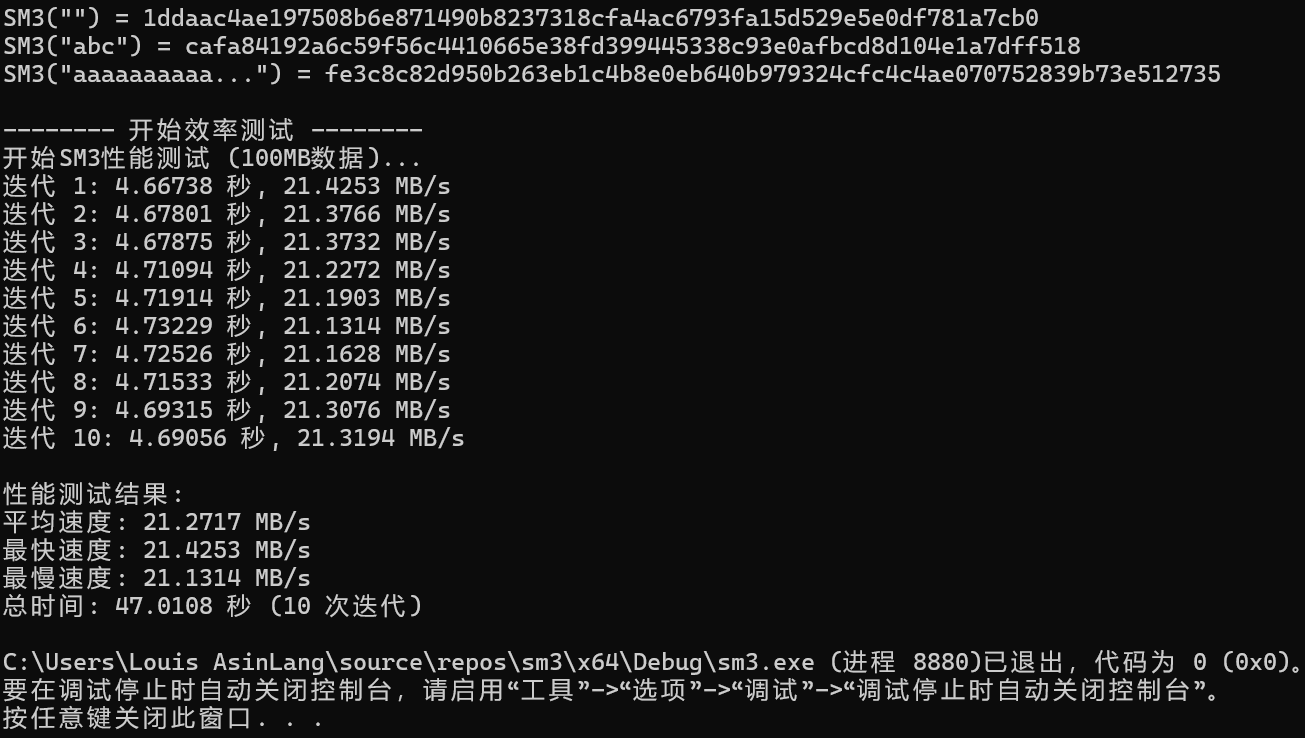 SM3("") = 1ddaac4ae197508b6e871490b8237318cfa4ac6793fa15d529e5e0df781a7cb0
SM3("abc") = cafa84192a6c59f56c4410665e38fd399445338c93e0afbcd8d104e1a7dff518
SM3("aaaaaaaaaa...") = fe3c8c82d950b263eb1c4b8e0eb640b979324cfc4c4ae070752839b73e512735
-------- 开始效率测试 --------
开始SM3性能测试 (100MB数据)...
迭代 1: 4.66738 秒, 21.4253 MB/s
迭代 2: 4.67801 秒, 21.3766 MB/s
迭代 3: 4.67875 秒, 21.3732 MB/s
迭代 4: 4.71094 秒, 21.2272 MB/s
迭代 5: 4.71914 秒, 21.1903 MB/s
迭代 6: 4.73229 秒, 21.1314 MB/s
迭代 7: 4.72526 秒, 21.1628 MB/s
迭代 8: 4.71533 秒, 21.2074 MB/s
迭代 9: 4.69315 秒, 21.3076 MB/s
迭代 10: 4.69056 秒, 21.3194 MB/s
性能测试结果:
平均速度: 21.2717 MB/s
最快速度: 21.4253 MB/s
最慢速度: 21.1314 MB/s
总时间: 47.0108 秒 (10 次迭代)
C:\Users\Louis AsinLang\source\repos\sm3\x64\Debug\sm3.exe (进程 8880)已退出，代码为 0 (0x0)。
要在调试停止时自动关闭控制台，请启用“工具”->“选项”->“调试”->“调试停止时自动关闭控制台”。
按任意键关闭此窗口. . .